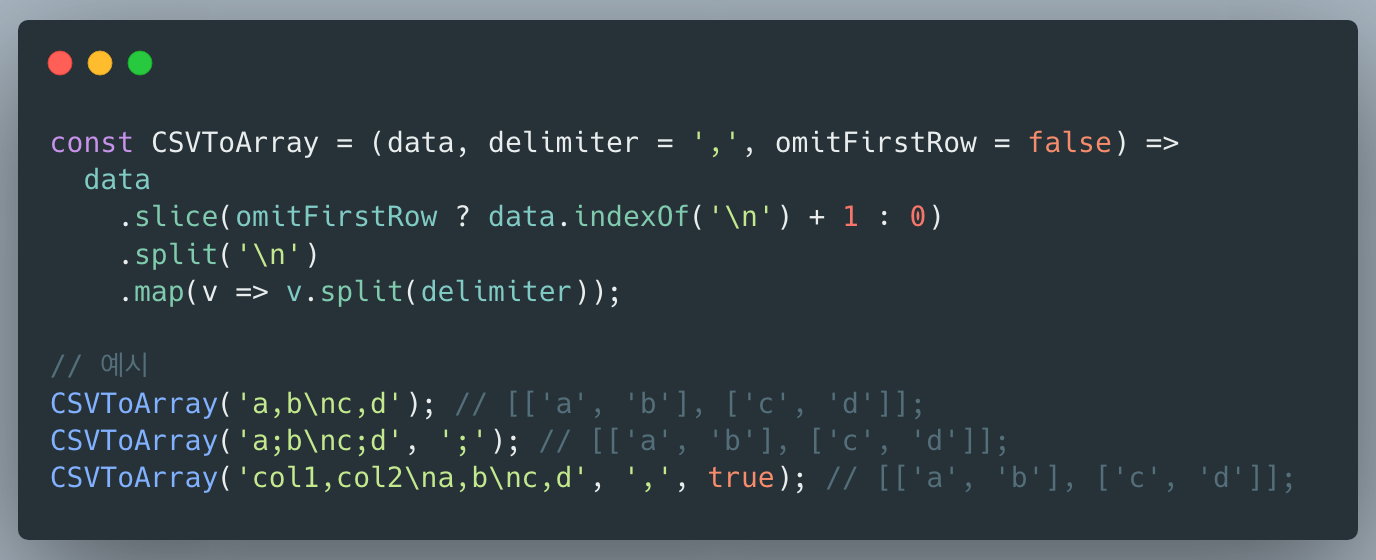 const CSVToArray = (data, delimiter = ',', omitFirstRow = false) =>
  data
    .slice(omitFirstRow ? data.indexOf('\n') + 1 : 0)
    .split('\n')
    .map(v => v.split(delimiter));

// 예시
CSVToArray('a,b\nc,d'); // [['a', 'b'], ['c', 'd']];
CSVToArray('a;b\nc;d', ';'); // [['a', 'b'], ['c', 'd']];
CSVToArray('col1,col2\na,b\nc,d', ',', true); // [['a', 'b'], ['c', 'd']];